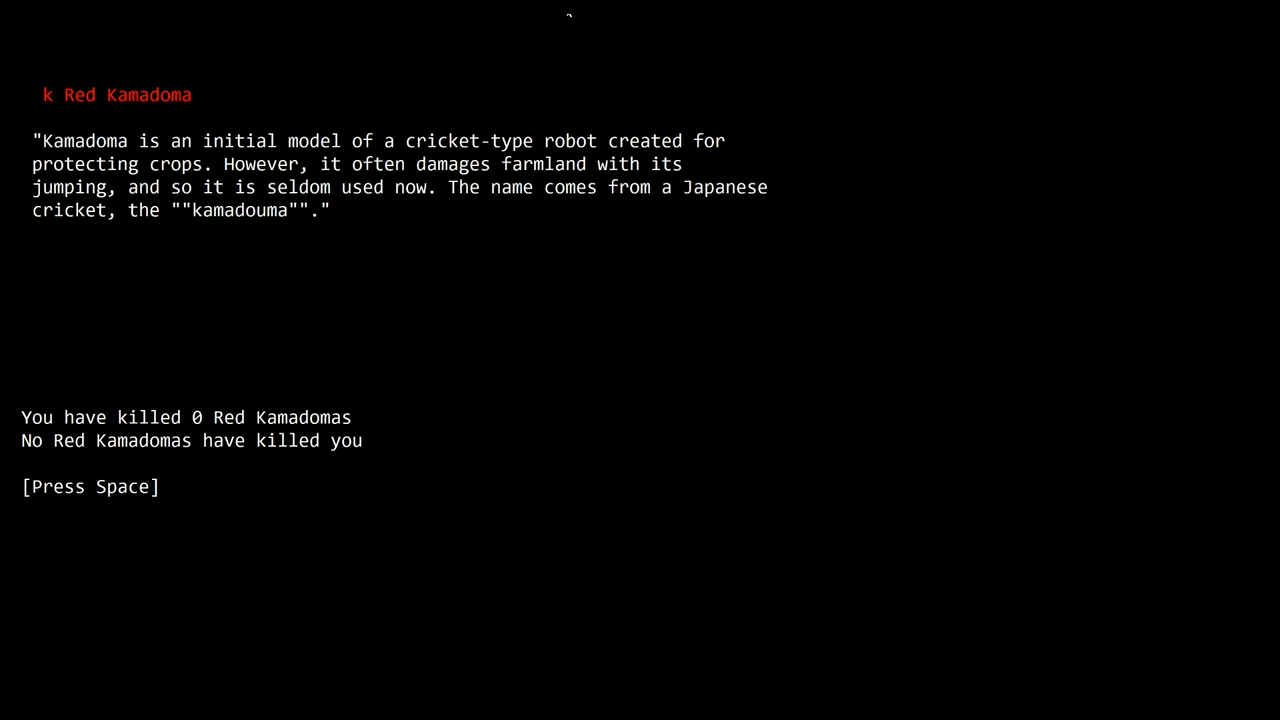 k Red Kamadoma
"Kamadoma is an initial model of a cricket-type robot created for
protecting crops. However, it often damages farmland with its
jumping, and so it is seldom used now. The name comes from a Japanese
cricket, the ""kamadouma""."
You have killed 0 Red Kamadomas
No Red Kamadomas have killed you
[Press Space]